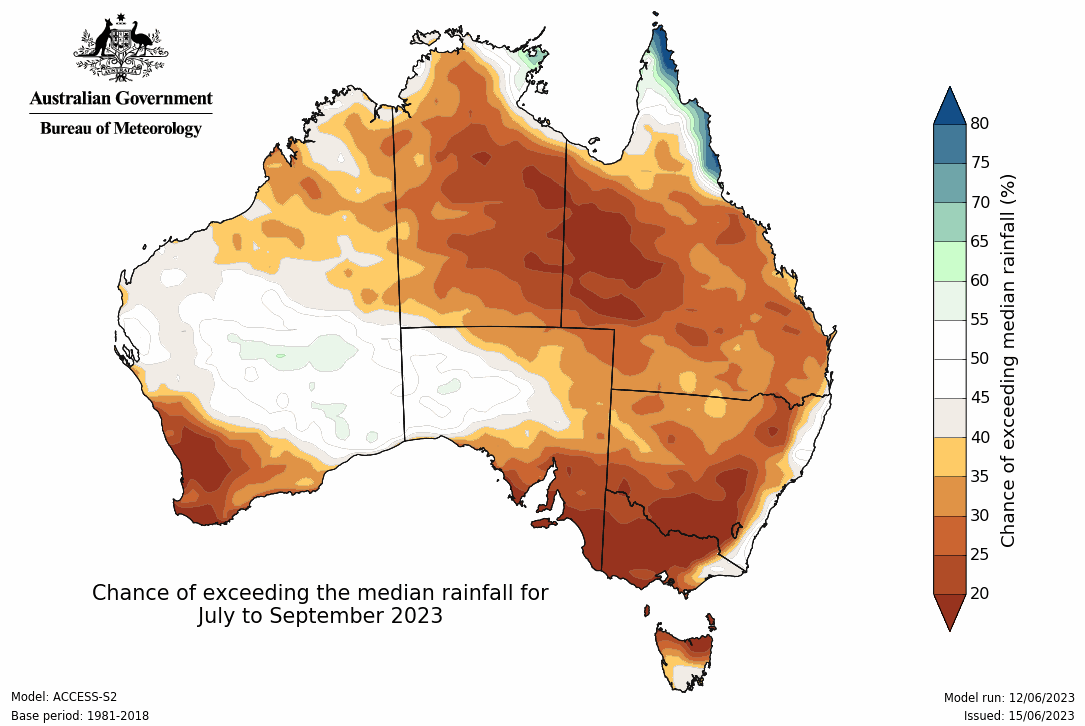 Australian Government
Bureau of Meteorology
80
75
70
65
60
55
50
45
40
35
30
25
20
Chance of exceeding median rainfall (%)
Chance of exceeding the median rainfall for
July to September 2023
Model: ACCESS-S2
Base period: 1981-2018
Model run: 12/06/2023
Issued: 15/06/2023